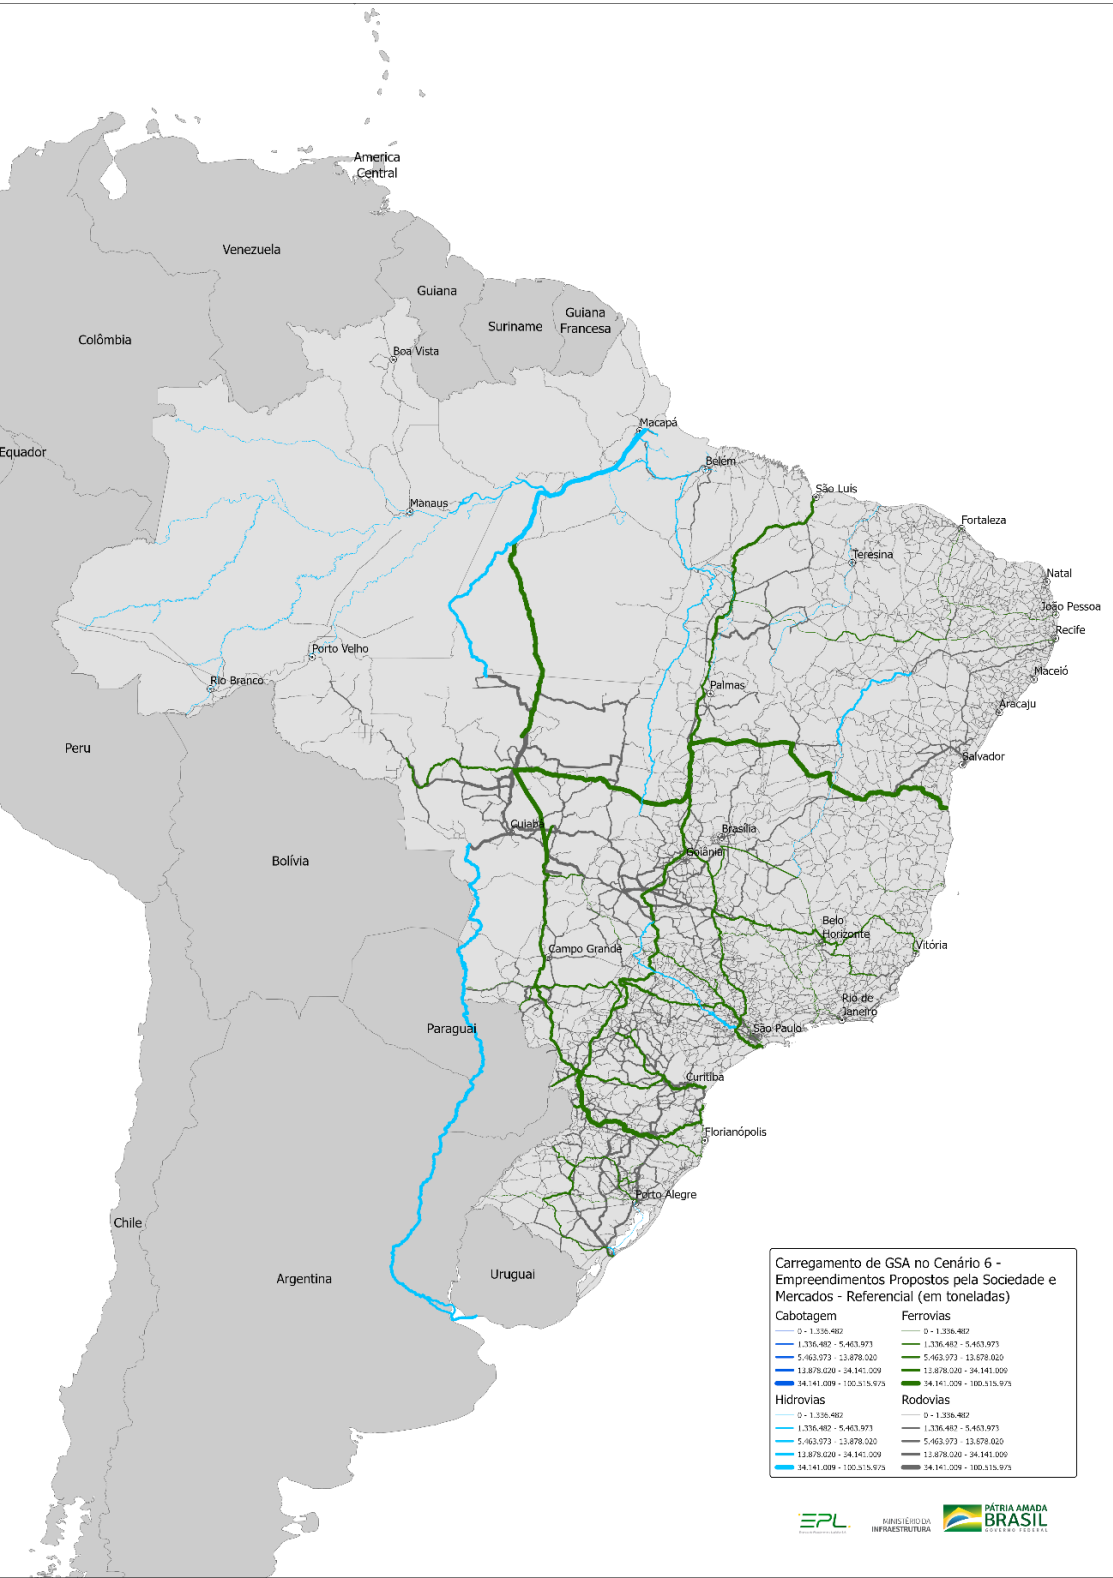 America
Central
Venezuela
Guiana
Suriname
Guiana
Francesa
Colômbia
Boa Vista
Macapá
Equador
Belém
São Luís
Manaus
Fortaleza
Teresina
Natal
João Pessoa
Recife
Porto Velho
Maceió
Rio Branco
Palmas
Aracaju
Peru
Salvador
Cuiabá
Brasília
Goiânia
Bolívia
Belo
Horizonte
Vitória
Campo Grande
Rio de
Janeiro
Paraguai
São Paulo
Curitiba
Florianópolis
Porto Alegre
Chile
Argentina
Uruguai
Carregamento de GSA no Cenário 6 -
Empreendimentos Propostos pela Sociedade e
Mercados - Referencial (em toneladas)
Cabotagem
0 - 1.336.482
1.336.482 - 5.463.973
5.463.973 - 13.878.020
13.878.020 - 34.141.009
34.141.009 - 100.515.975
Ferrovias
0 - 1.336.482
1.336.482 - 5.463.973
5.463.973 - 13.878.020
13.878.020 - 34.141.009
34.141.009 - 100.515.975
Hidrovias
0 - 1.336.482
1.336.482 - 5.463.973
5.463.973 - 13.878.020
13.878.020 - 34.141.009
34.141.009 - 100.515.975
Rodovias
0 - 1.336.482
1.336.482 - 5.463.973
5.463.973 - 13.878.020
13.878.020 - 34.141.009
34.141.009 - 100.515.975
EPL
MINISTÉRIO DA
INFRAESTRUTURA
PÁTRIA AMADA
BRASIL
GOVERNO FEDERAL